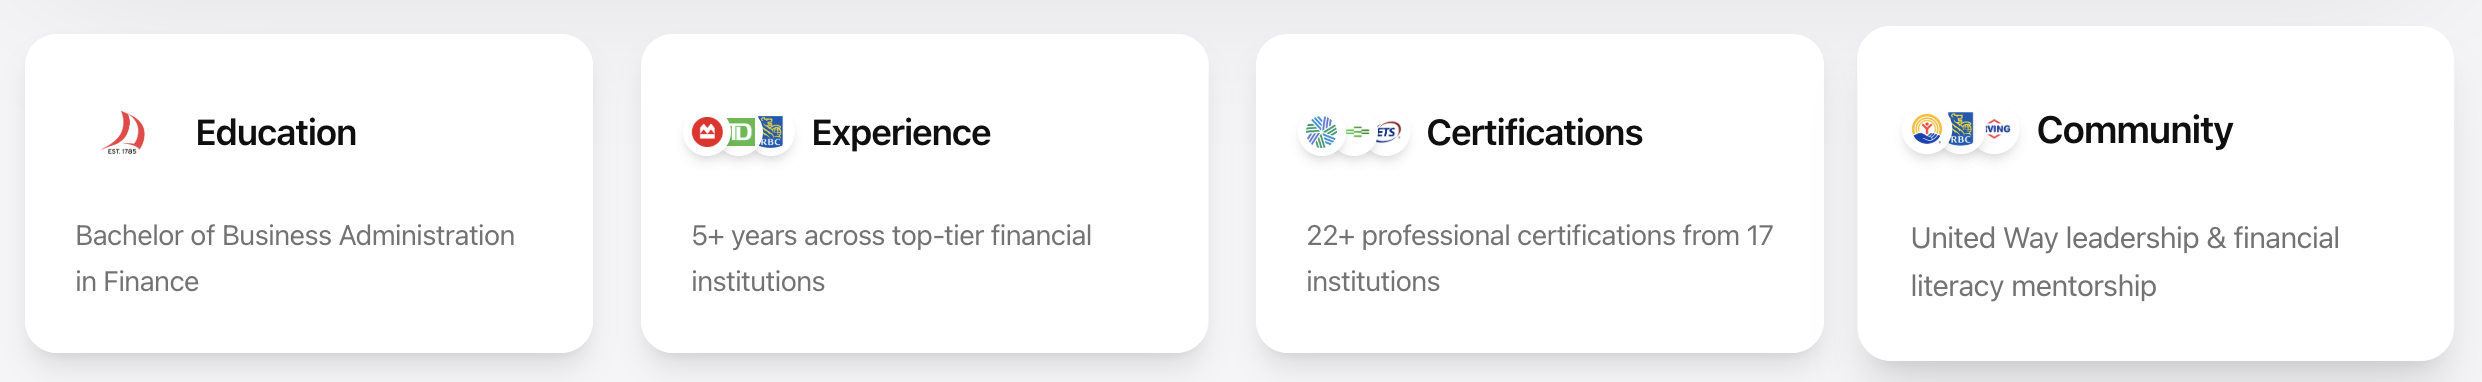 EST. 1785
Education
Bachelor of Business Administration
in Finance
TD
RBC
Experience
5+ years across top-tier financial
institutions
ETS
Certifications
22+ professional certifications from 17
institutions
RBC
VING
Community
United Way leadership & financial
literacy mentorship